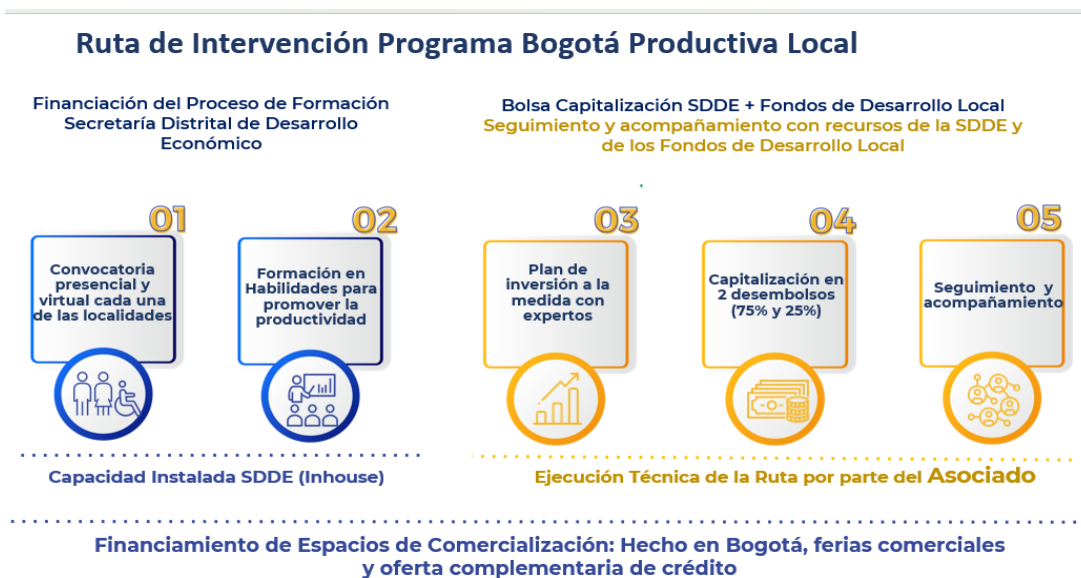 Ruta de Intervención Programa Bogotá Productiva Local
Financiación del Proceso de Formación
Secretaría Distrital de Desarrollo
Económico
Bolsa Capitalización SDDE + Fondos de Desarrollo Local
Seguimiento y acompañamiento con recursos de la SDDE y
de los Fondos de Desarrollo Local
01
Convocatoria
presencial y
virtual cada una
de las localidades
02
Formación en
Habilidades para
promover la
productividad
03
Plan de
inversión a la
medida con
expertos
04
Capitalización en
2 desembolsos
(75% y 25%)
05
Seguimiento y
acompañamiento
Capacidad Instalada SDDE (Inhouse)
Ejecución Técnica de la Ruta por parte del Asociado
Financiamiento de Espacios de Comercialización: Hecho en Bogotá, ferias comerciales
y oferta complementaria de crédito